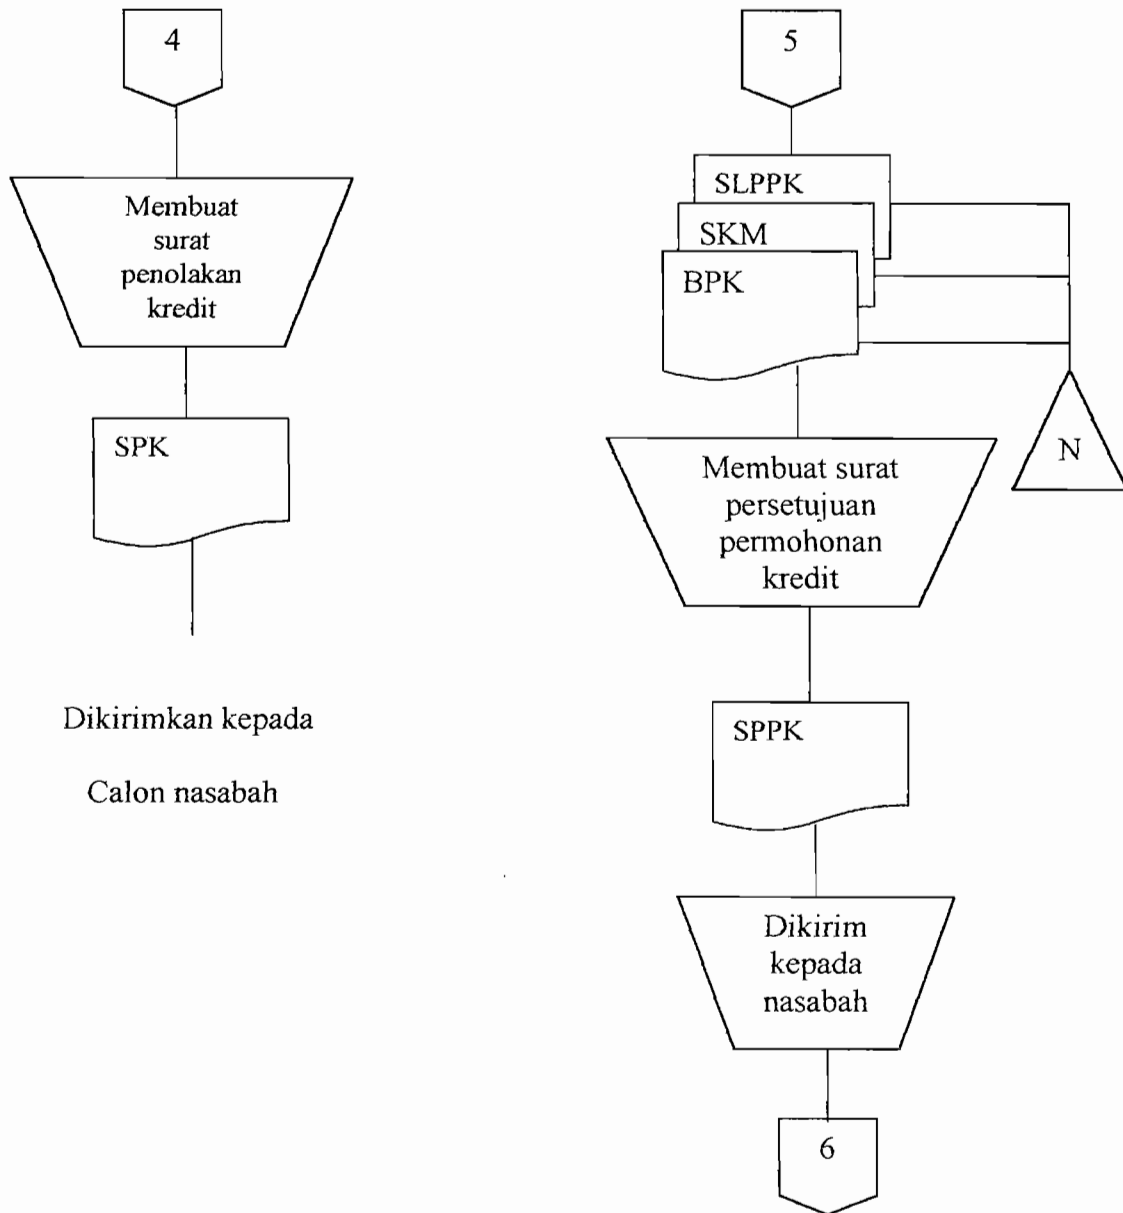 4
Membuat
surat
penolakan
kredit
SPK
Dikirimkan kepada
Calon nasabah
5
SLPPK
SKM
BPK
N
Membuat surat
persetujuan
permohonan
kredit
SPPK
Dikirim
kepada
nasabah
6